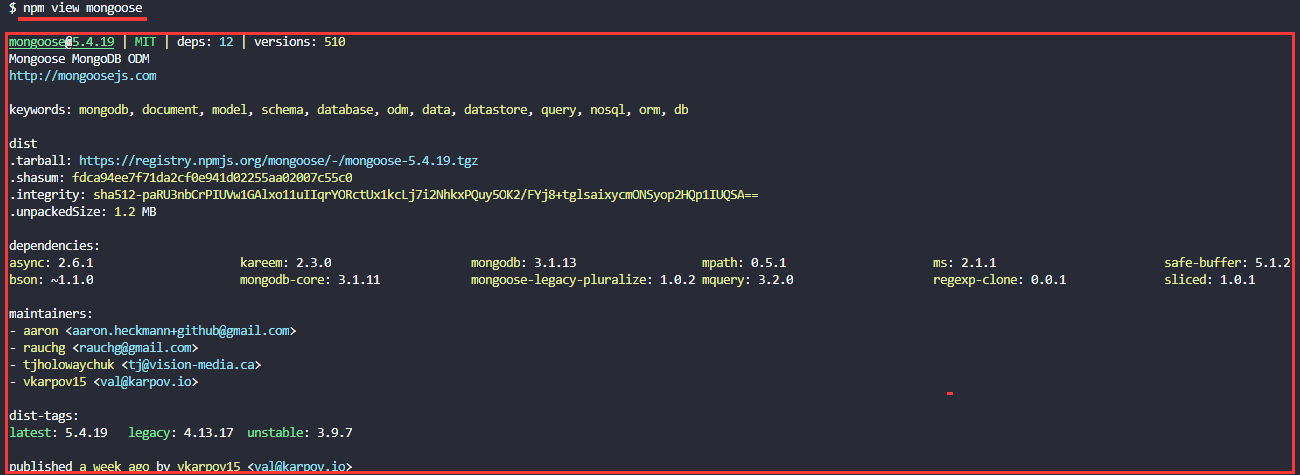 $ npm view mongoose
mongoose@5.4.19 | MIT | deps: 12 | versions: 510
Mongoose MongoDB ODM
http://mongoosejs.com
keywords: mongodb, document, model, schema, database, odm, data, datastore, query, nosql, orm, db
dist
.tarball: https://registry.npmjs.org/mongoose/-/mongoose-5.4.19.tgz
.shasum: fdca94ee7f71da2cf0e941d02255aa02007c55c0
.integrity: sha512-paRU3nbCrPIUVw1GAlxo11uIIqrYORctUx1kcLj7i2NhkxPQuy5OK2/FYj8+tglsaixycmONSyop2HQp1IUQSA==
.unpackedSize: 1.2 MB
dependencies:
async: 2.6.1 kareem: 2.3.0 mongodb: 3.1.13 mpath: 0.5.1 ms: 2.1.1 safe-buffer: 5.1.2
bson: ~1.1.0 mongodb-core: 3.1.11 mongoose-legacy-pluralize: 1.0.2 mquery: 3.2.0 regexp-clone: 0.0.1 sliced: 1.0.1
maintainers:
- aaron <aaron.heckmann+github@gmail.com>
- rauchg <rauchg@gmail.com>
- tjholowaychuk <tj@vision-media.ca>
- vkarpov15 <val@karpov.io>
dist-tags:
latest: 5.4.19 legacy: 4.13.17 unstable: 3.9.7
published a week ago by vkarpov15 <val@karpov.io>